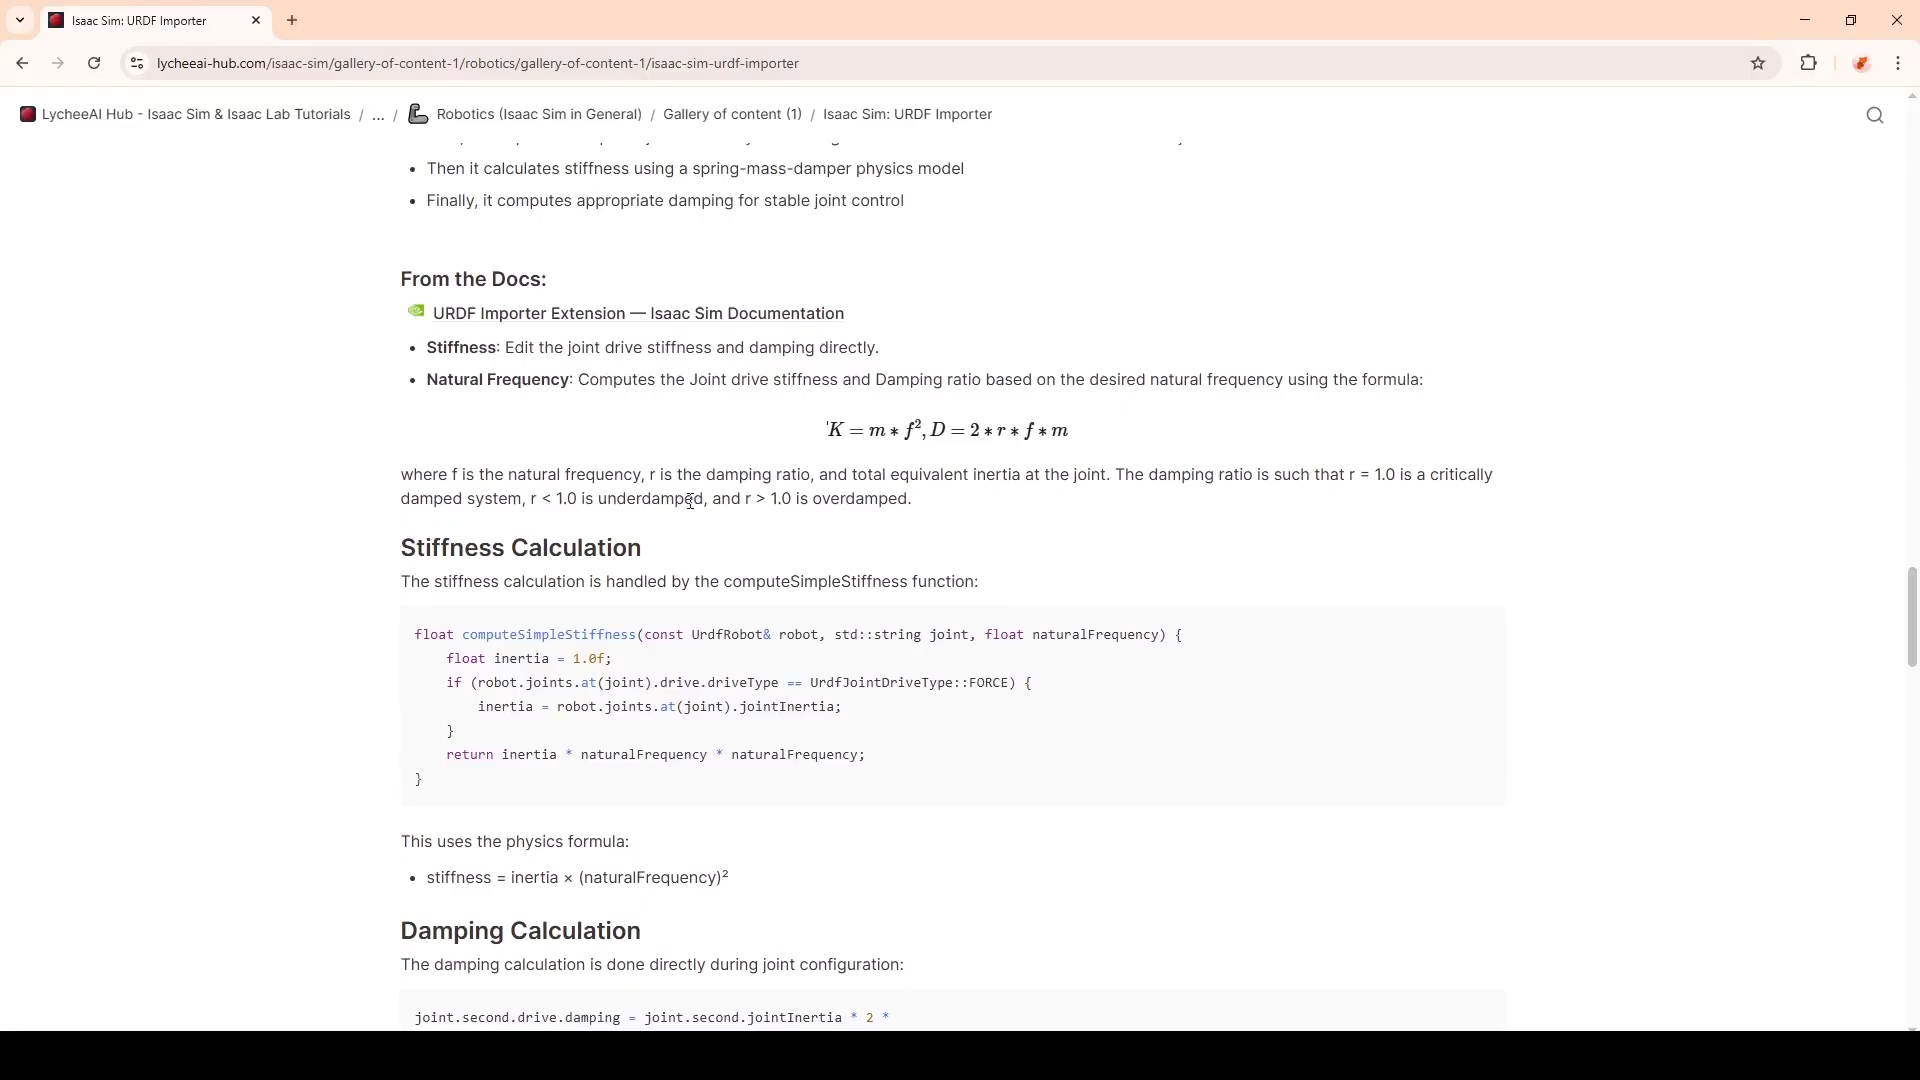 Isaac Sim: URDF Importer
lycheeai-hub.com/isaac-sim/gallery-of-content-1/robotics/gallery-of-content-1/isaac-sim-urdf-importer
LycheeAI Hub - Isaac Sim & Isaac Lab Tutorials / ... / Robotics (Isaac Sim in General) / Gallery of content (1) / Isaac Sim: URDF Importer
• Then it calculates stiffness using a spring-mass-damper physics model
• Finally, it computes appropriate damping for stable joint control
From the Docs:
URDF Importer Extension — Isaac Sim Documentation
• Stiffness: Edit the joint drive stiffness and damping directly.
• Natural Frequency: Computes the Joint drive stiffness and Damping ratio based on the desired natural frequency using the formula:
'K = m ∗ f², D = 2 ∗ r ∗ f ∗ m
where f is the natural frequency, r is the damping ratio, and total equivalent inertia at the joint. The damping ratio is such that r = 1.0 is a critically
damped system, r < 1.0 is underdamped, and r > 1.0 is overdamped.
Stiffness Calculation
The stiffness calculation is handled by the computeSimpleStiffness function:
float computeSimpleStiffness(const UrdfRobot& robot, std::string joint, float naturalFrequency) {
    float inertia = 1.0f;
    if (robot.joints.at(joint).drive.driveType == UrdfJointDriveType::FORCE) {
        inertia = robot.joints.at(joint).jointInertia;
    }
    return inertia * naturalFrequency * naturalFrequency;
}
This uses the physics formula:
• stiffness = inertia × (naturalFrequency)²
Damping Calculation
The damping calculation is done directly during joint configuration:
joint.second.drive.damping = joint.second.jointInertia * 2 *